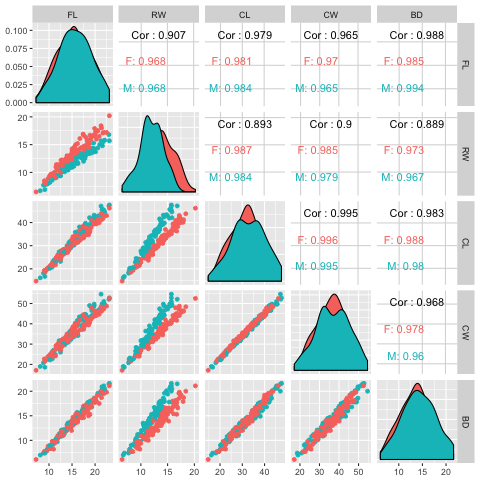 FL RW CL CW BD
0.100 Cor : 0.907 Cor : 0.979 Cor : 0.965 Cor : 0.988
0.075
0.050 F: 0.968 F: 0.981 F: 0.97 F: 0.985 FL
0.025 M: 0.968 M: 0.984 M: 0.965 M: 0.994
0.000
20 Cor : 0.893 Cor : 0.9 Cor : 0.889
15 F: 0.987 F: 0.985 F: 0.973 RW
10 M: 0.984 M: 0.979 M: 0.967
40 Cor : 0.995 Cor : 0.983
30 F: 0.996 F: 0.988 CL
20 M: 0.995 M: 0.98
50 Cor : 0.968
40 F: 0.978 CW
30 M: 0.96
20
20
15 BD
10
10 15 20 10 15 20 20 30 40 20 30 40 50 10 15 20